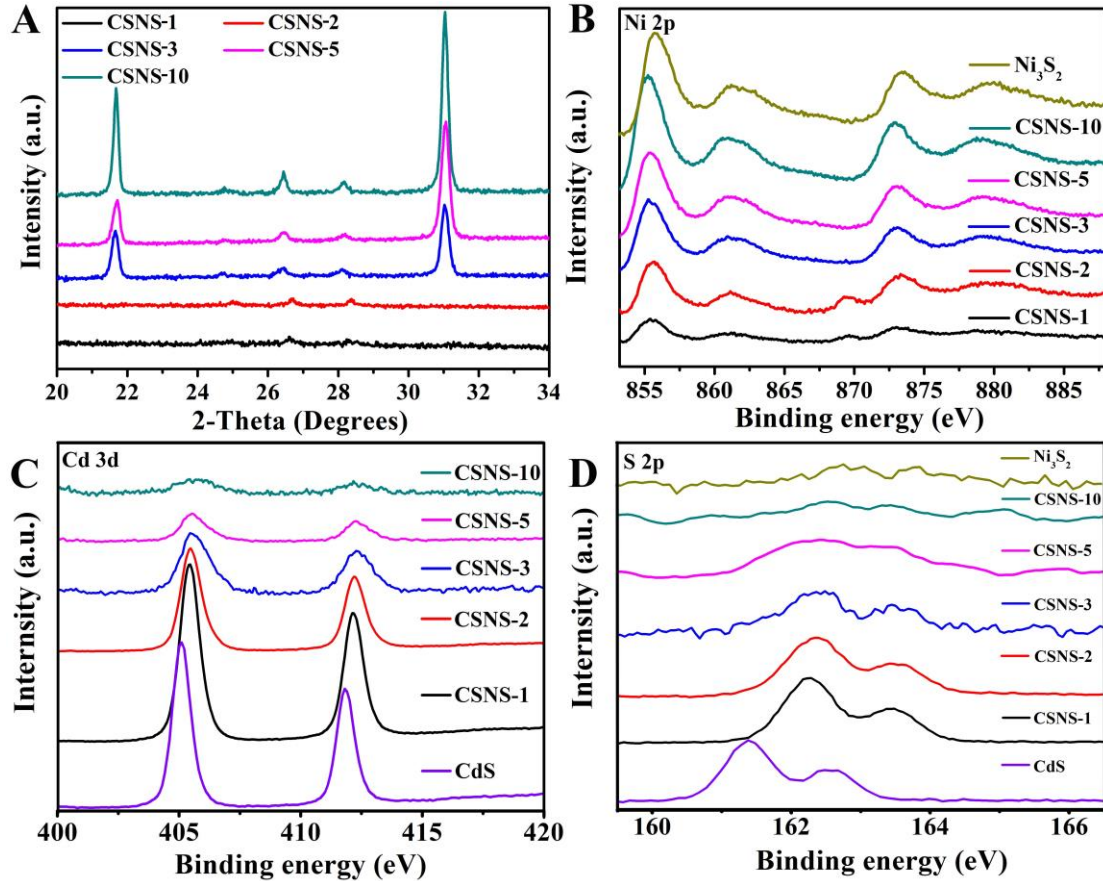 A
CSNS-1 CSNS-2
CSNS-3 CSNS-5
CSNS-10
Intensity (a.u.)
20 22 24 26 28 30 32 34
2-Theta (Degrees)
B
Ni 2p
Ni3S2
CSNS-10
CSNS-5
CSNS-3
CSNS-2
CSNS-1
Internsity (a.u.)
855 860 865 870 875 880 885
Binding energy (eV)
C
Cd 3d
CSNS-10
CSNS-5
CSNS-3
CSNS-2
CSNS-1
CdS
Internsity (a.u.)
400 405 410 415 420
Binding energy (eV)
D
S 2p
Ni3S2
CSNS-10
CSNS-5
CSNS-3
CSNS-2
CSNS-1
CdS
Internsity (a.u.)
160 162 164 166
Binding energy (eV)